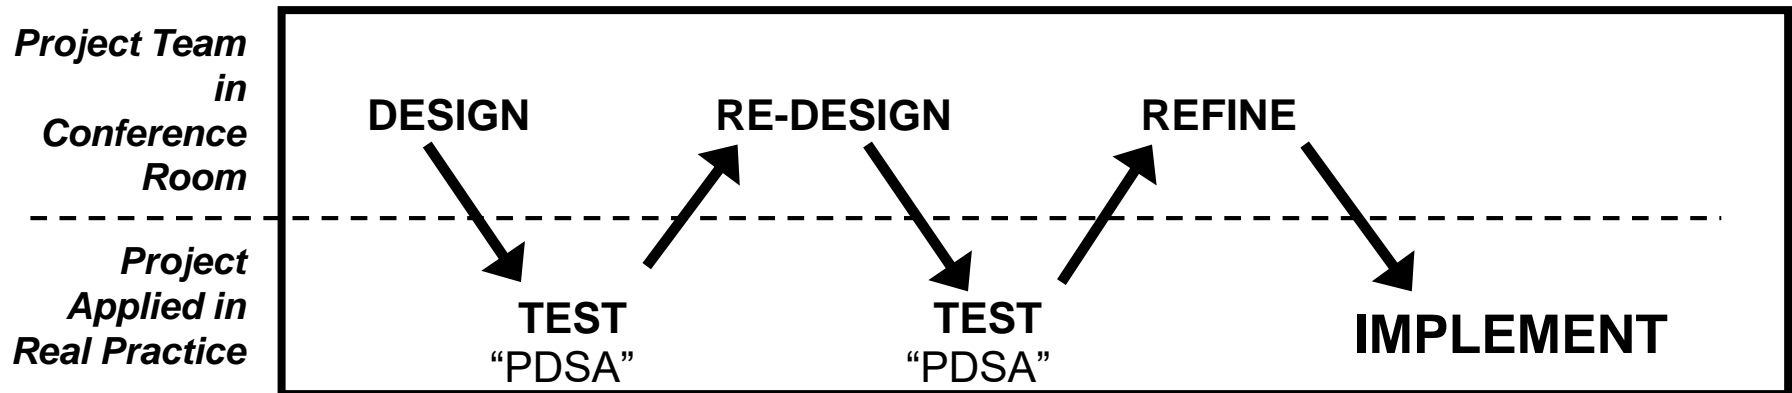 Project Team
in
Conference
Room
DESIGN RE-DESIGN REFINE
Project
Applied in
Real Practice
TEST TEST IMPLEMENT
“PDSA” “PDSA”